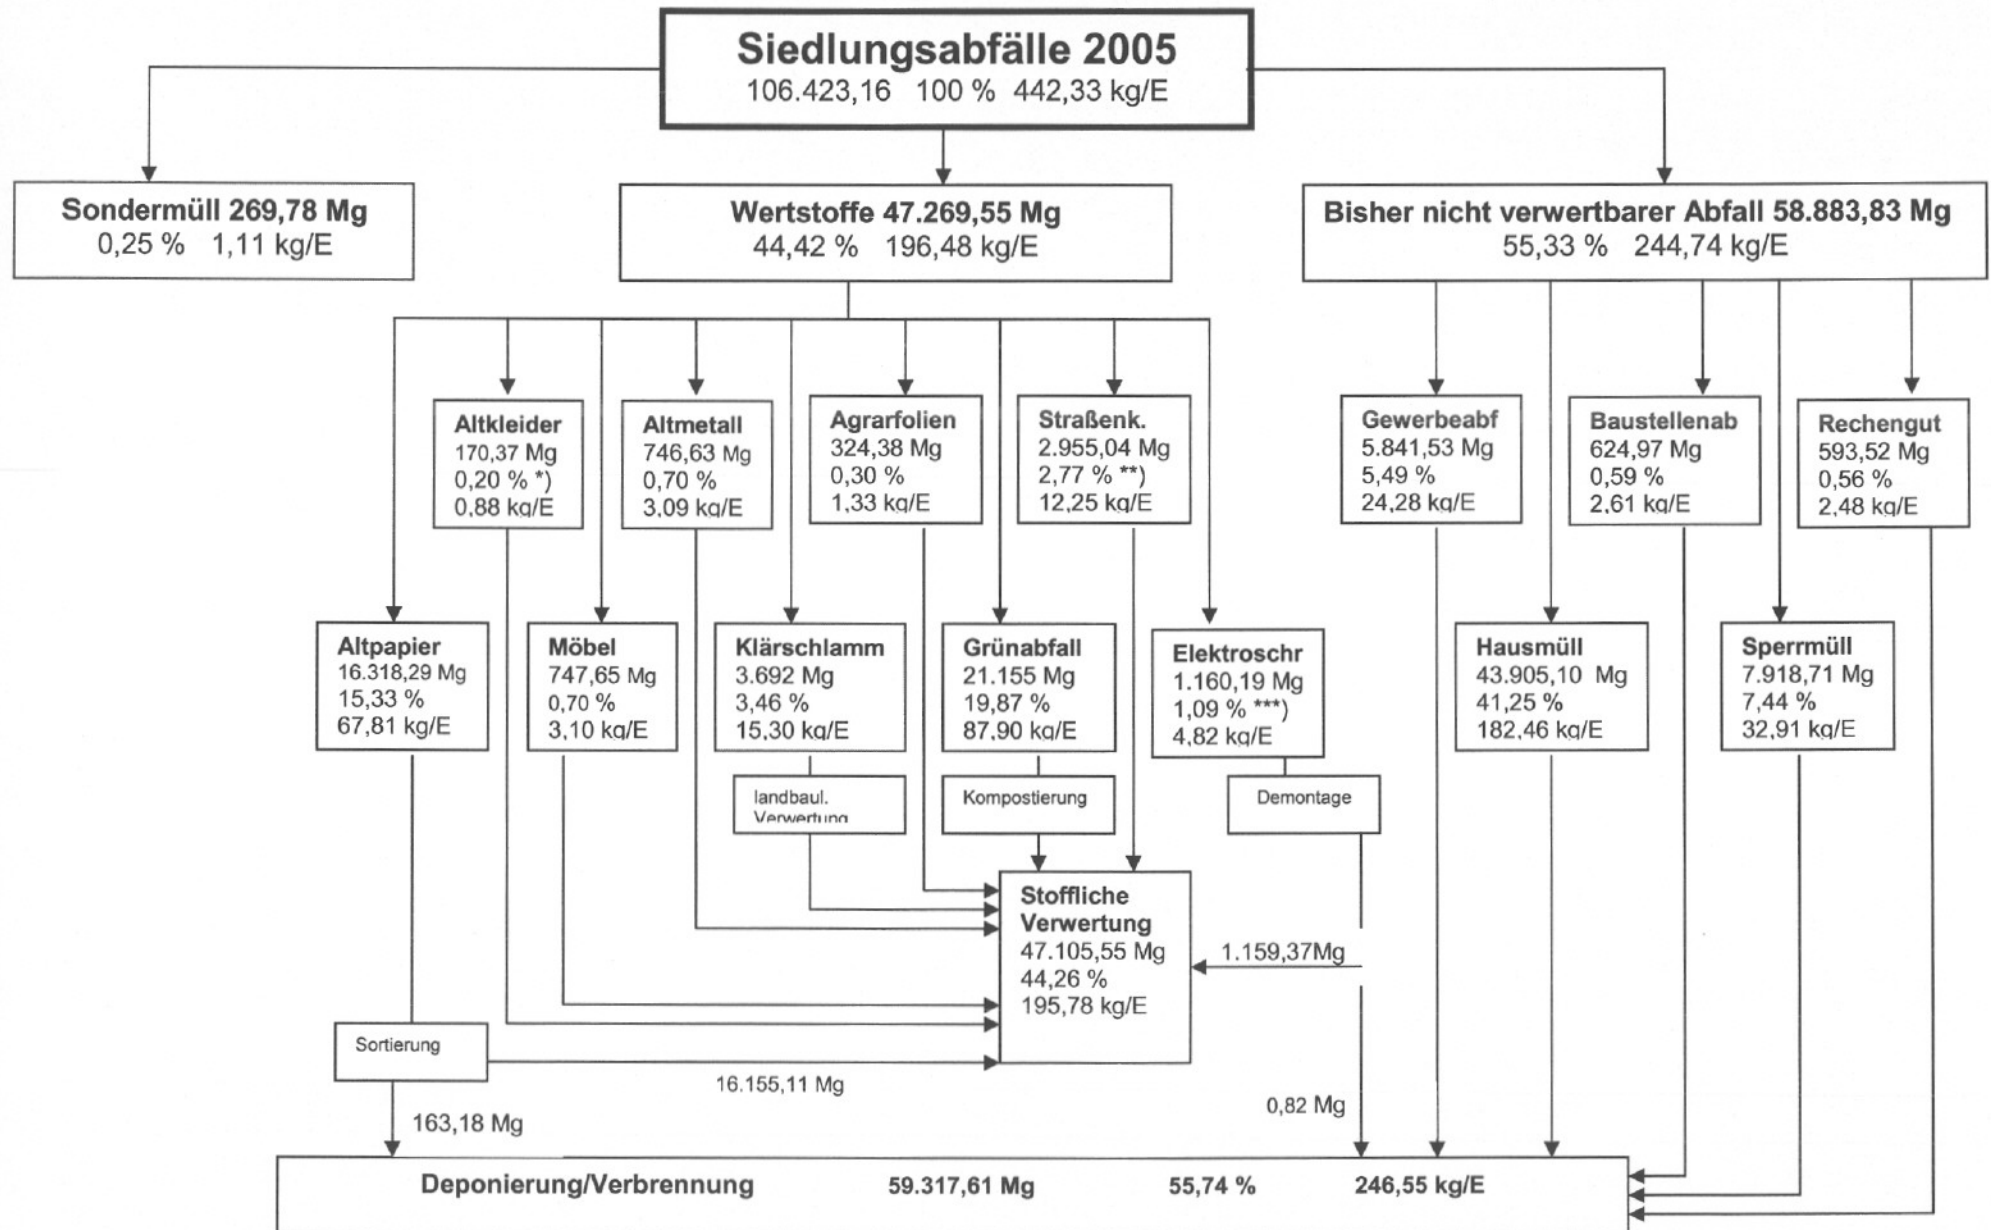 Siedlungsabfälle 2005
106.423,16 100 % 442,33 kg/E
Sondermüll 269,78 Mg
0,25 % 1,11 kg/E
Wertstoffe 47.269,55 Mg
44,42 % 196,48 kg/E
Bisher nicht verwertbarer Abfall 58.883,83 Mg
55,33 % 244,74 kg/E
Altkleider
170,37 Mg
0,20 % *)
0,88 kg/E
Altmetall
746,63 Mg
0,70 %
3,09 kg/E
Agrarfolien
324,38 Mg
0,30 %
1,33 kg/E
Straßenk.
2.955,04 Mg
2,77 % **)
12,25 kg/E
Gewerbeabf
5.841,53 Mg
5,49 %
24,28 kg/E
Baustellenab
624,97 Mg
0,59 %
2,61 kg/E
Rechengut
593,52 Mg
0,56 %
2,48 kg/E
Altpapier
16.318,29 Mg
15,33 %
67,81 kg/E
Möbel
747,65 Mg
0,70 %
3,10 kg/E
Klärschlamm
3.692 Mg
3,46 %
15,30 kg/E
Grünabfall
21.155 Mg
19,87 %
87,90 kg/E
Elektroschr
1.160,19 Mg
1,09 % ***)
4,82 kg/E
Hausmüll
43.905,10 Mg
41,25 %
182,46 kg/E
Sperrmüll
7.918,71 Mg
7,44 %
32,91 kg/E
landbaul.
Verwertung
Kompostierung
Demontage
Stoffliche
Verwertung
47.105,55 Mg
44,26 %
195,78 kg/E
1.159,37Mg
Sortierung
16.155,11 Mg
163,18 Mg
0,82 Mg
Deponierung/Verbrennung 59.317,61 Mg 55,74 % 246,55 kg/E